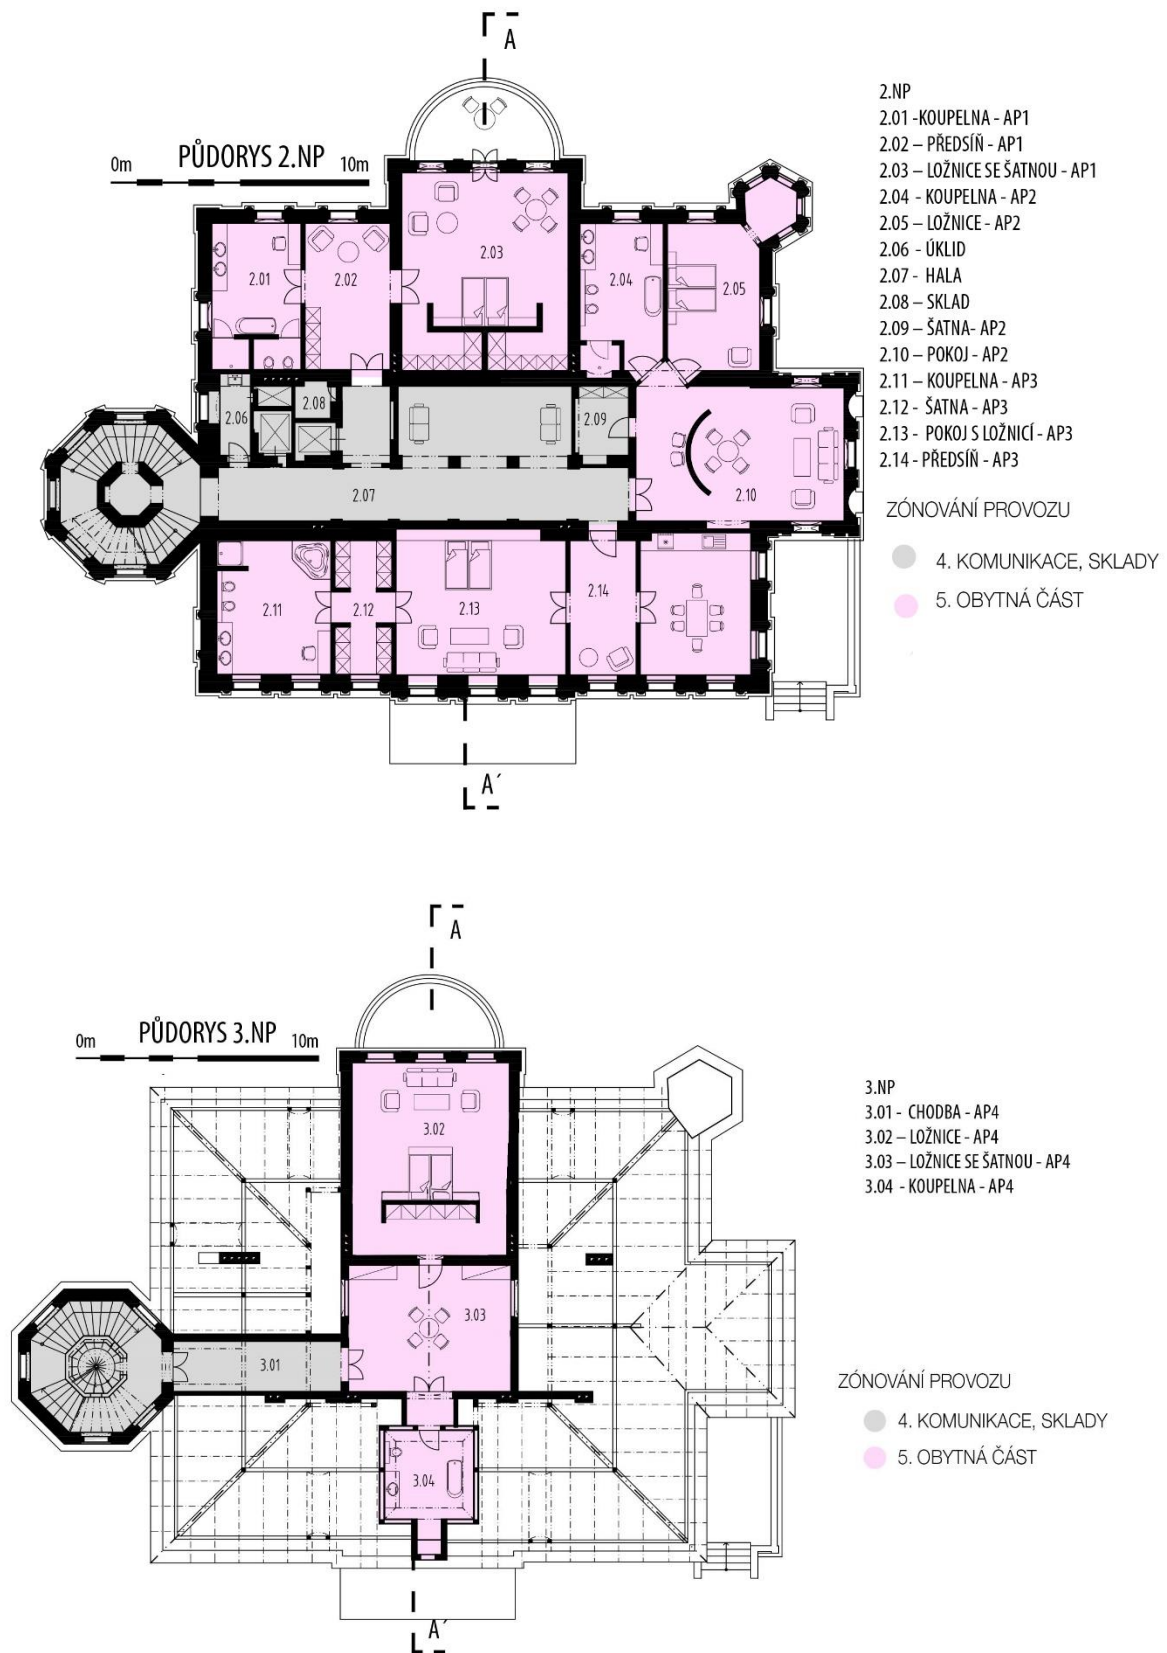 A
PŮDORYS 2.NP
0m 10m
2.01
2.02
2.03
2.04
2.05
2.06
2.08
2.09
2.07
2.10
2.11
2.12
2.13
2.14
A´
2.NP
2.01 -KOUPELNA - AP1
2.02 – PŘEDSÍŇ - AP1
2.03 – LOŽNICE SE ŠATNOU - AP1
2.04 - KOUPELNA - AP2
2.05 – LOŽNICE - AP2
2.06 - ÚKLID
2.07 - HALA
2.08 – SKLAD
2.09 – ŠATNA- AP2
2.10 – POKOJ - AP2
2.11 – KOUPELNA - AP3
2.12 - ŠATNA - AP3
2.13 - POKOJ S LOŽNICÍ - AP3
2.14 - PŘEDSÍŇ - AP3
ZÓNOVÁNÍ PROVOZU
4. KOMUNIKACE, SKLADY
5. OBYTNÁ ČÁST
A
PŮDORYS 3.NP
0m 10m
3.02
3.03
3.01
3.04
A´
3.NP
3.01 - CHODBA - AP4
3.02 – LOŽNICE - AP4
3.03 – LOŽNICE SE ŠATNOU - AP4
3.04 - KOUPELNA - AP4
ZÓNOVÁNÍ PROVOZU
4. KOMUNIKACE, SKLADY
5. OBYTNÁ ČÁST